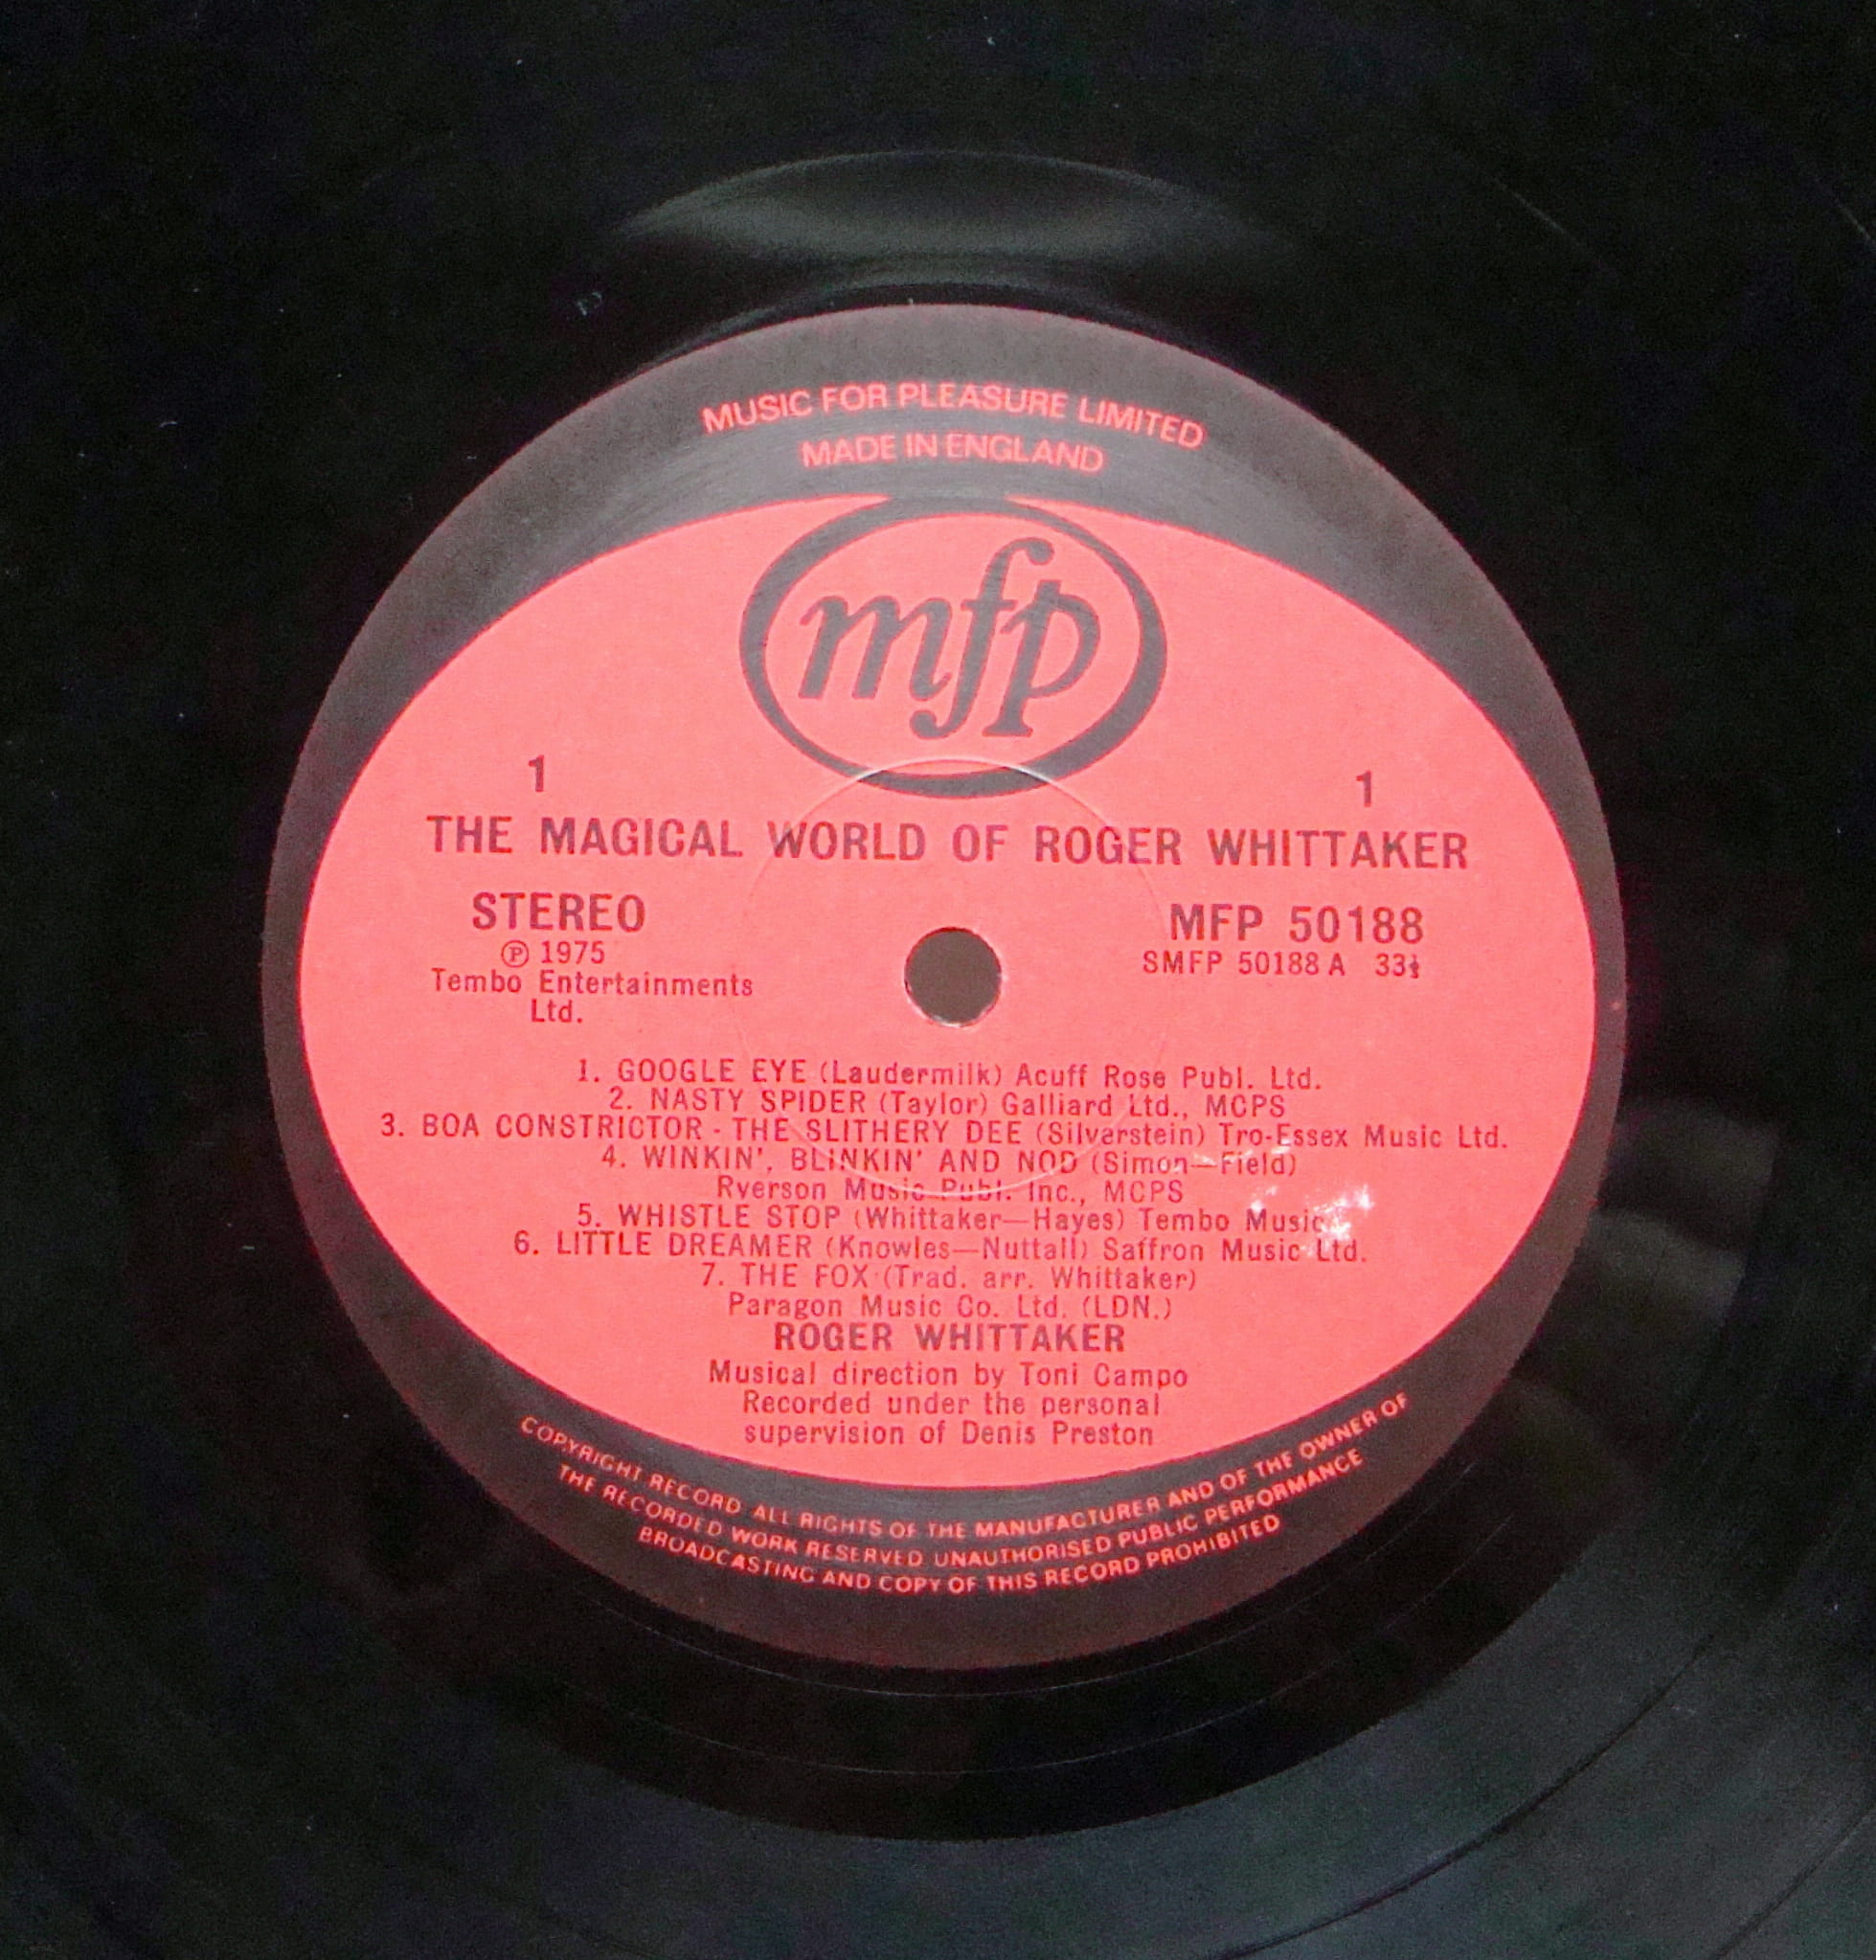 MUSIC FOR PLEASURE LIMITED
MADE IN ENGLAND
mfp
1 1
THE MAGICAL WORLD OF ROGER WHITTAKER
STEREO MFP 50188
℗ 1975 SMFP 50188 A 33⅓
Tembo Entertainments
Ltd.
1. GOOGLE EYE (Laudermilk) Acuff Rose Publ. Ltd.
2. NASTY SPIDER (Taylor) Galliard Ltd., MCPS
3. BOA CONSTRICTOR - THE SLITHERY DEE (Silverstein) Tro-Essex Music Ltd.
4. WINKIN', BLINKIN' AND NOD (Simon—Field)
Ryerson Music Publ. Inc., MCPS
5. WHISTLE STOP (Whittaker—Hayes) Tembo Music
6. LITTLE DREAMER (Knowles—Nuttall) Saffron Music Ltd.
7. THE FOX (Trad. arr. Whittaker)
Paragon Music Co. Ltd. (LDN.)
ROGER WHITTAKER
Musical direction by Toni Campo
Recorded under the personal
supervision of Denis Preston
COPYRIGHT RECORD ALL RIGHTS OF THE MANUFACTURER AND OF THE OWNER OF
THE RECORDED WORK RESERVED UNAUTHORISED PUBLIC PERFORMANCE
BROADCASTING AND COPY OF THIS RECORD PROHIBITED